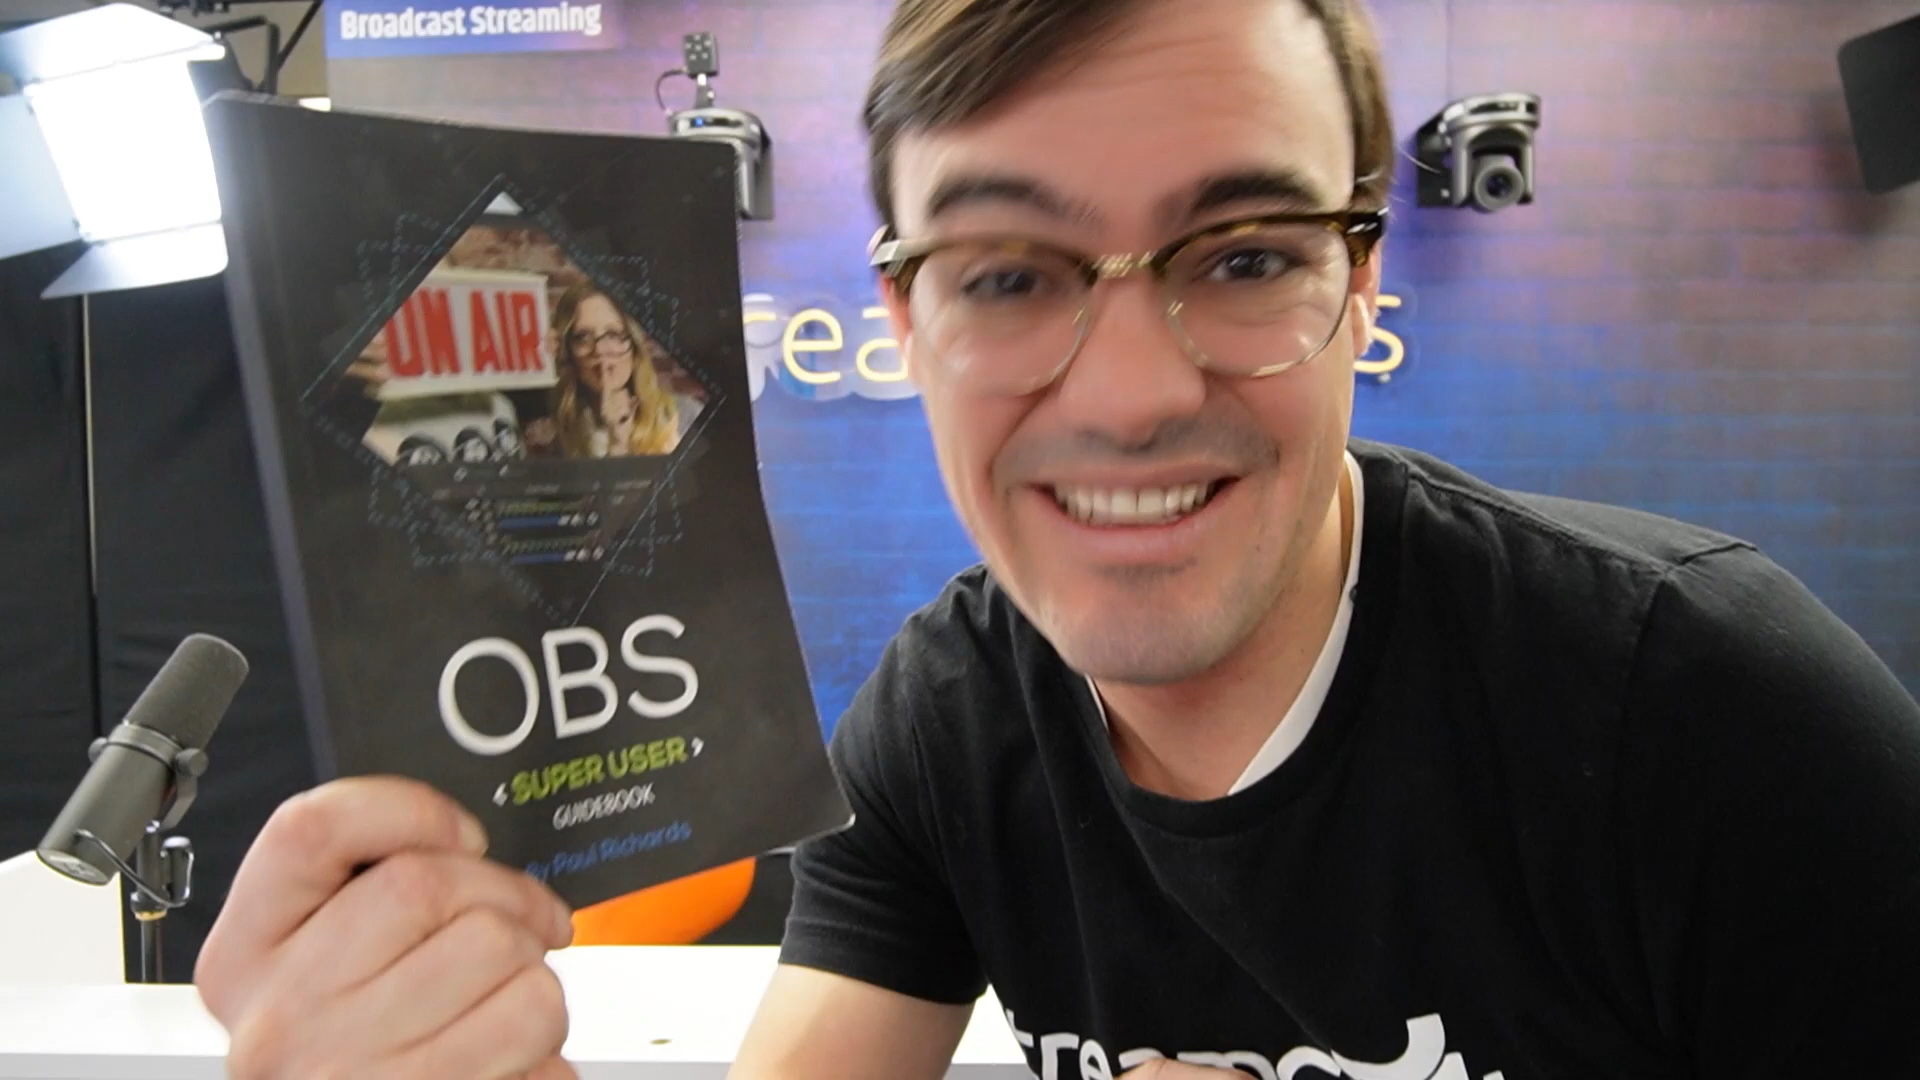 Broadcast Streaming
ON AIR
OBS
SUPER USER
GUIDEBOOK
By Paul Richards